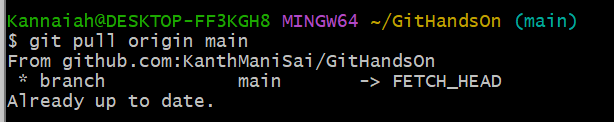 Kannaiah@DESKTOP-FF3KGH8 MINGW64 ~/GitHandsOn (main)
$ git pull origin main
From github.com:KanthManiSai/GitHandsOn
 * branch            main       -> FETCH_HEAD
Already up to date.